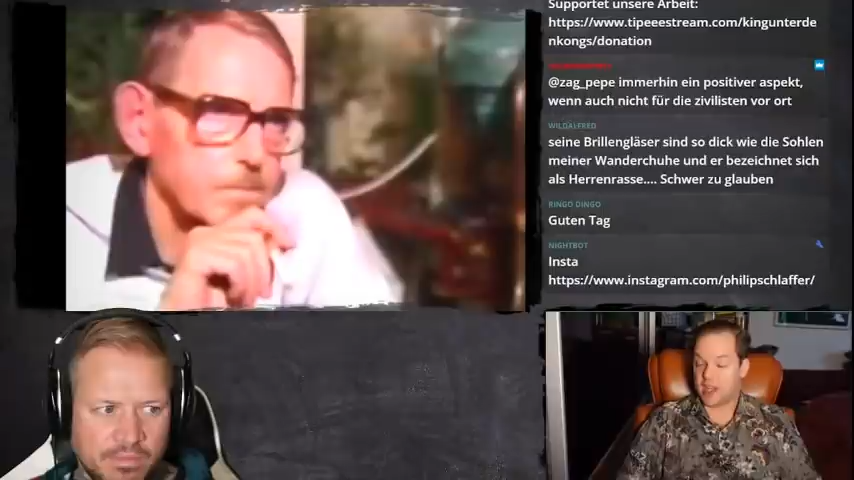 Supportet unsere Arbeit:
https://www.tipeeestream.com/kingunterde
nkongs/donation
@zag_pepe immerhin ein positiver aspekt,
wenn auch nicht für die zivilisten vor ort
WILDALFRED
seine Brillengläser sind so dick wie die Sohlen
meiner Wanderchuhe und er bezeichnet sich
als Herrenrasse.... Schwer zu glauben
RINGO DINGO
Guten Tag
NIGHTBOT
Insta
https://www.instagram.com/philipschlaffer/